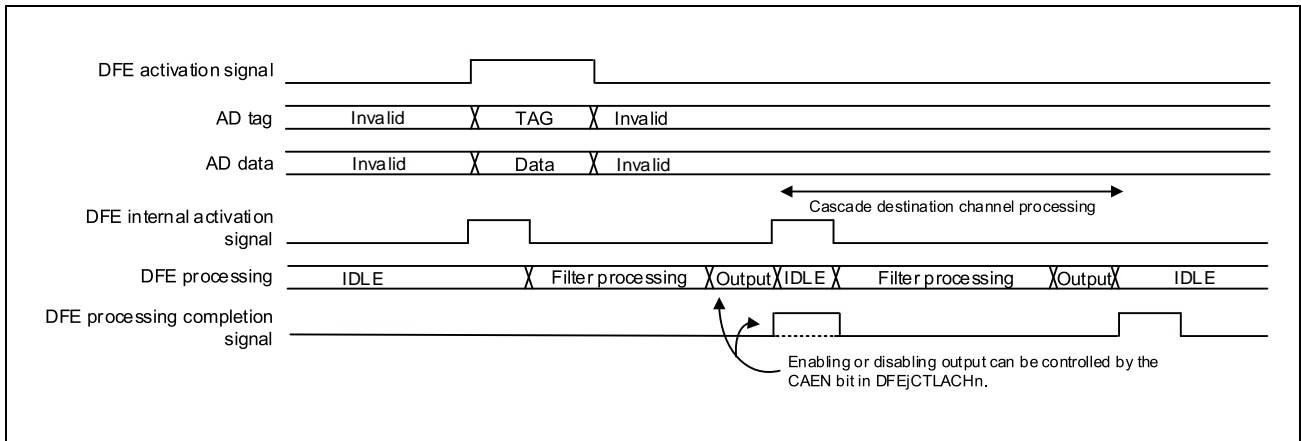 DFE activation signal
AD tag
Invalid
TAG
Invalid
AD data
Invalid
Data
Invalid
Cascade destination channel processing
DFE internal activation
signal
DFE processing
IDLE
Filter processing
Output
IDLE
Filter processing
Output
IDLE
DFE processing completion
signal
Enabling or disabling output can be controlled by the
CAEN bit in DFEjCTLACHn.